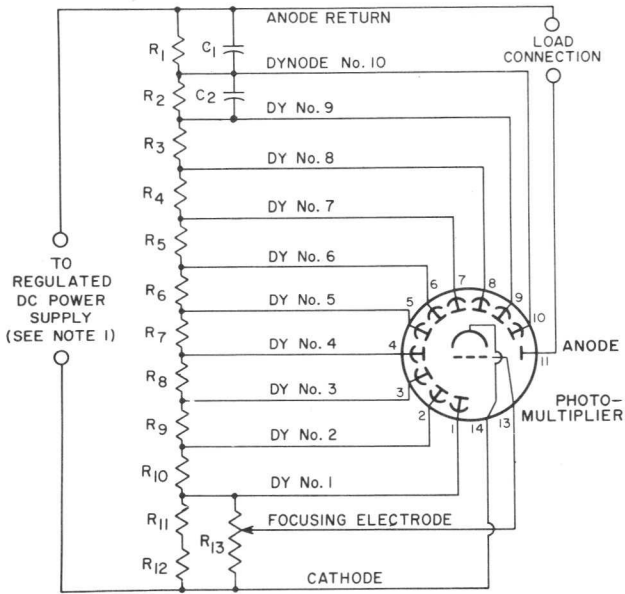 ANODE RETURN
LOAD
CONNECTION
R1
C1
DYNODE No. 10
R2
C2
DY No. 9
R3
DY No. 8
R4
DY No. 7
R5
DY No. 6
R6
DY No. 5
R7
DY No. 4
R8
DY No. 3
R9
DY No. 2
R10
DY No. 1
R11
R13
FOCUSING ELECTRODE
R12
CATHODE
TO
REGULATED
DC POWER
SUPPLY
(SEE NOTE 1)
1
2
3
4
5
6
7
8
9
10
11
13
14
ANODE
PHOTO-
MULTIPLIER